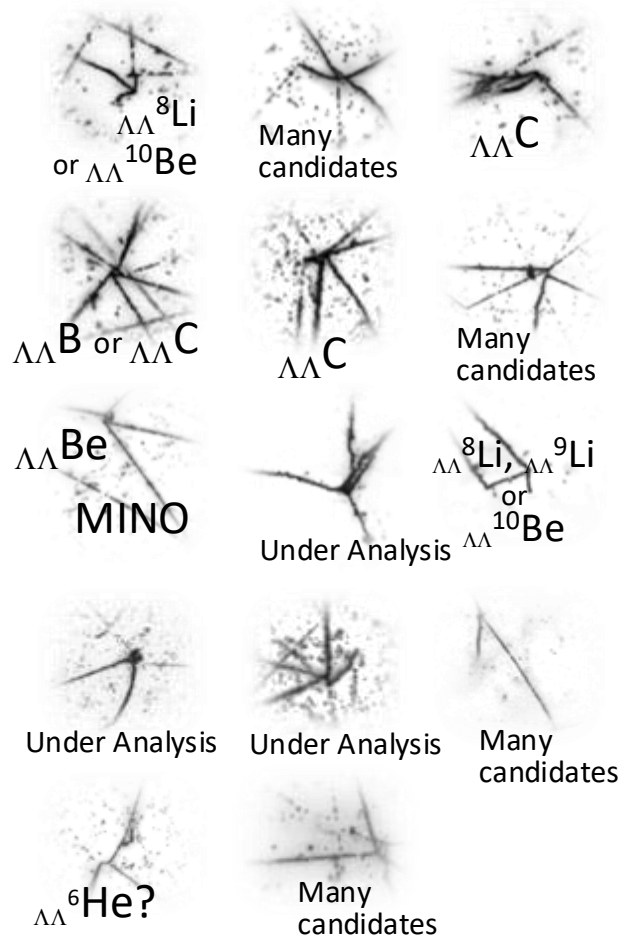 ΛΛ⁸Li
or ΛΛ¹⁰Be
Many
candidates
ΛΛC
ΛΛB or ΛΛC
ΛΛC
Many
candidates
ΛΛBe
MINO
Under Analysis
ΛΛ⁸Li, ΛΛ⁹Li
or
ΛΛ¹⁰Be
Under Analysis
Under Analysis
Many
candidates
ΛΛ⁶He?
Many
candidates